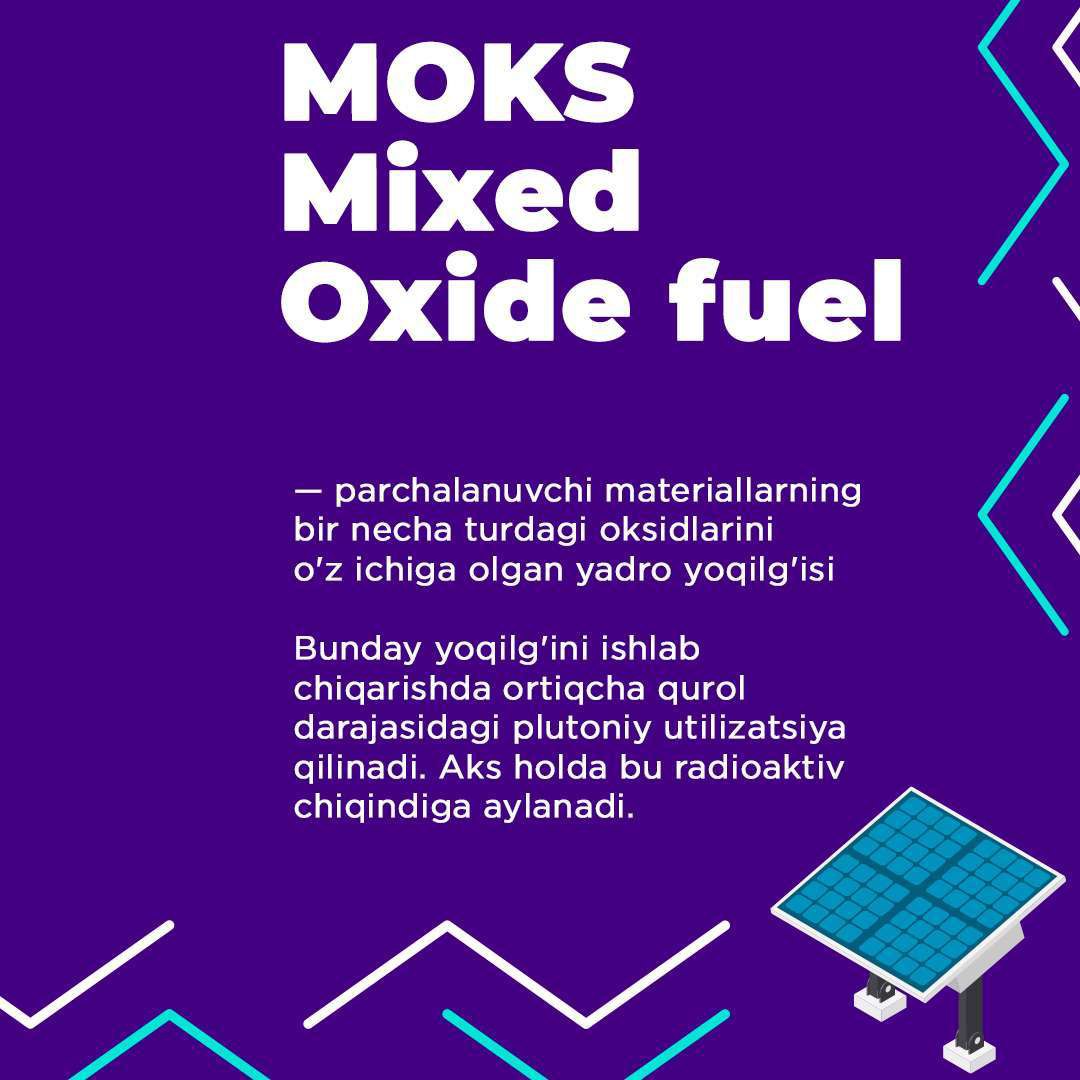 MOKS
Mixed
Oxide fuel
— parchalanuvchi materiallarning
bir necha turdagi oksidlarini
o'z ichiga olgan yadro yoqilg'isi
Bunday yoqilg'ini ishlab
chiqarishda ortiqcha qurol
darajasidagi plutoniy utilizatsiya
qilinadi. Aks holda bu radioaktiv
chiqindiga aylanadi.